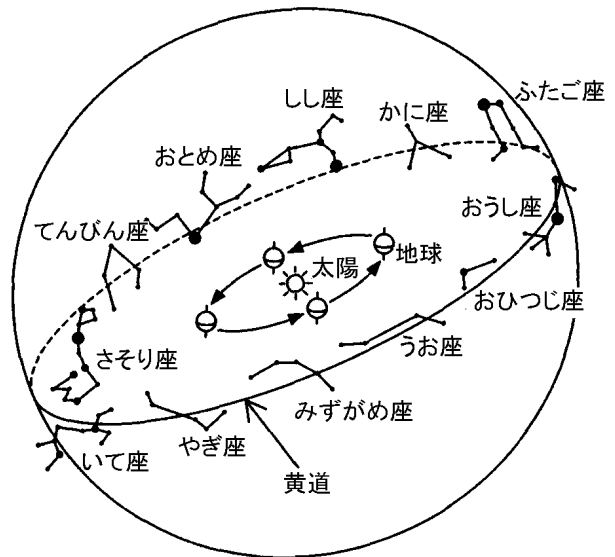 ふたご座
しし座
かに座
おとめ座
おうし座
てんびん座
地球
太陽
おひつじ座
うお座
さそり座
みずがめ座
やぎ座
いて座
黄道